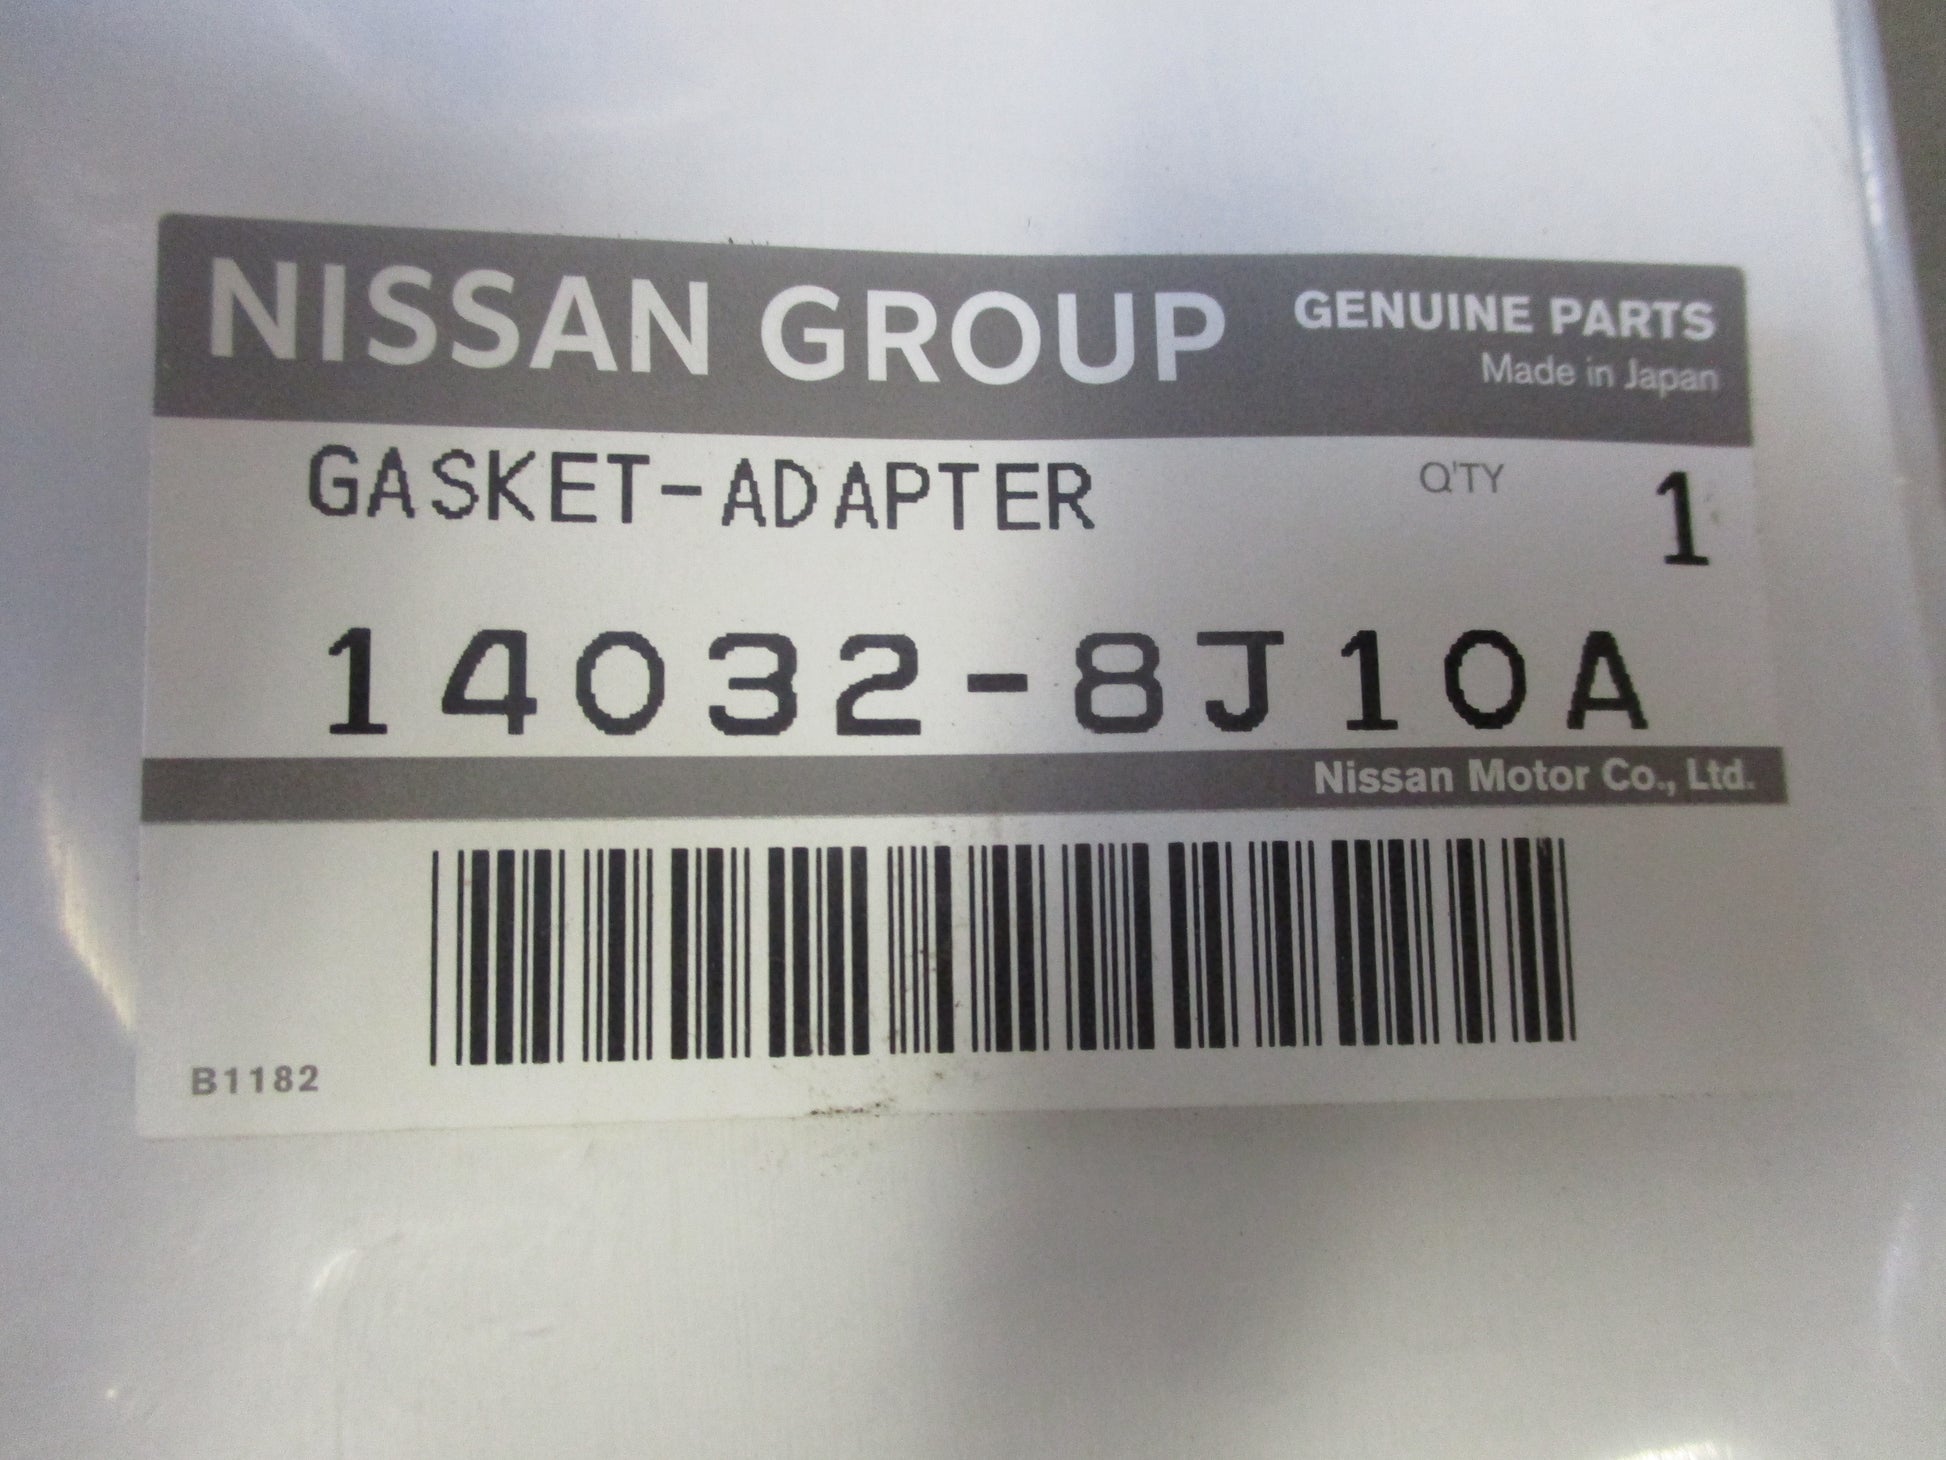 NISSAN GROUP GENUINE PARTS
Made in Japan
GASKET-ADAPTER Q'TY 1
14032-8J10A
Nissan Motor Co., Ltd.
B1182